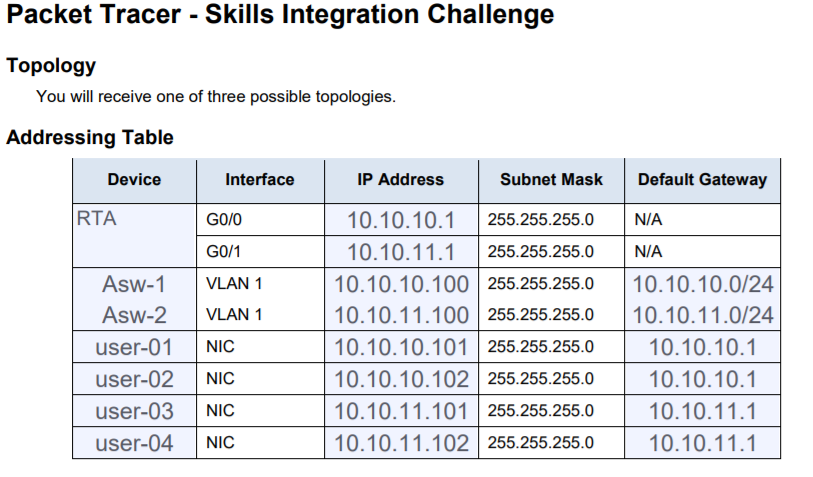 Packet Tracer - Skills Integration Challenge
Topology
You will receive one of three possible topologies.
Addressing Table
Device Interface IP Address Subnet Mask Default Gateway
RTA G0/0 10.10.10.1 255.255.255.0 N/A
G0/1 10.10.11.1 255.255.255.0 N/A
Asw-1 VLAN 1 10.10.10.100 255.255.255.0 10.10.10.0/24
Asw-2 VLAN 1 10.10.11.100 255.255.255.0 10.10.11.0/24
user-01 NIC 10.10.10.101 255.255.255.0 10.10.10.1
user-02 NIC 10.10.10.102 255.255.255.0 10.10.10.1
user-03 NIC 10.10.11.101 255.255.255.0 10.10.11.1
user-04 NIC 10.10.11.102 255.255.255.0 10.10.11.1